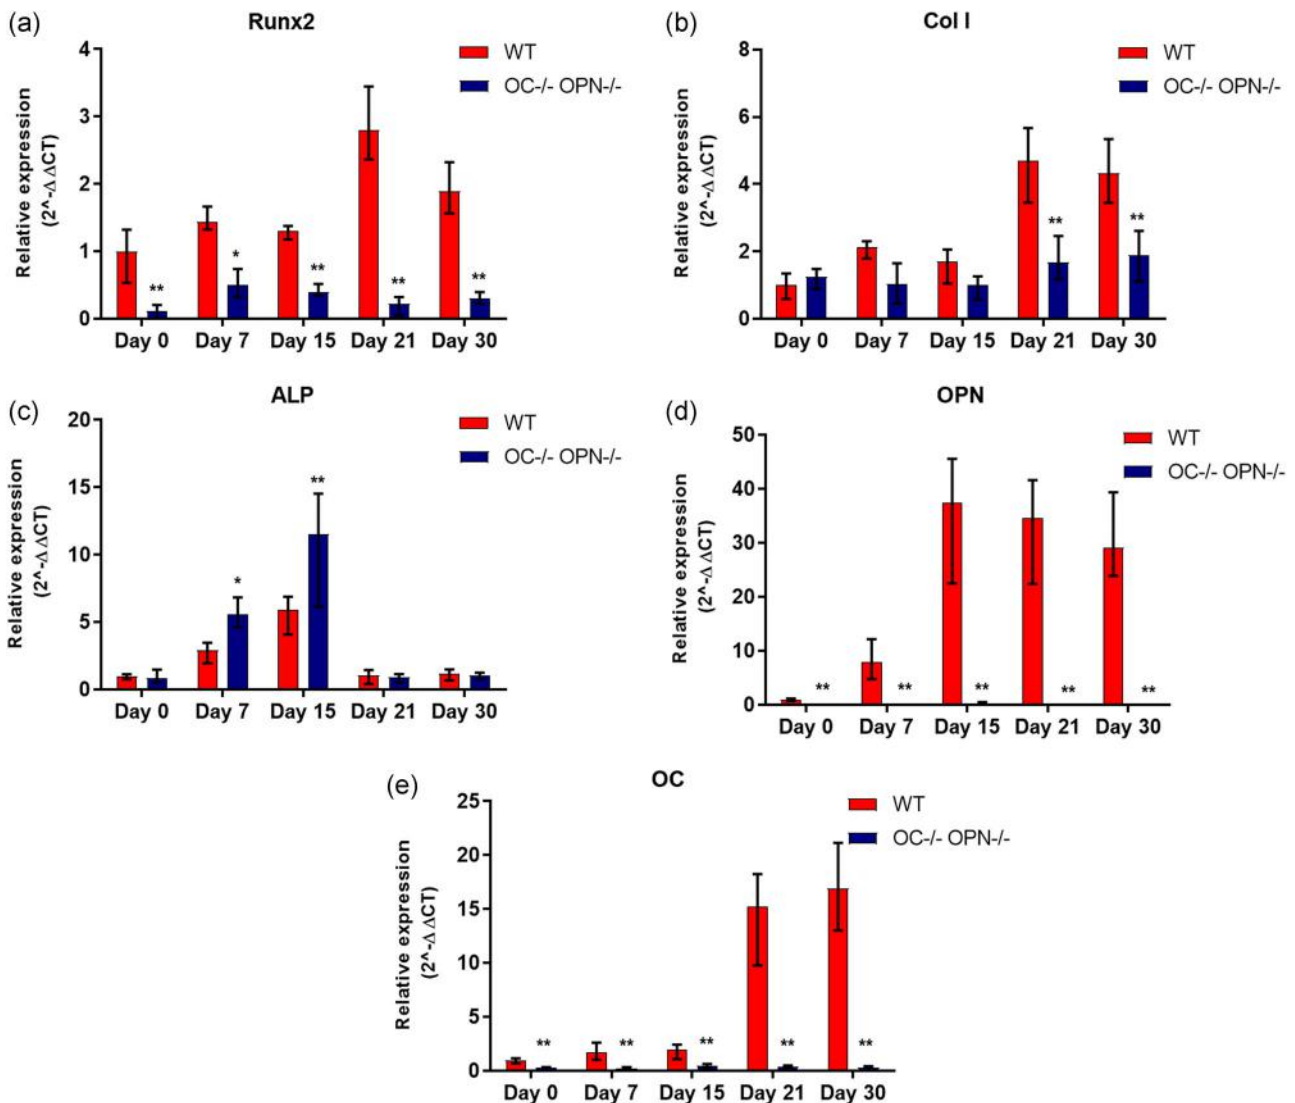 (a)
Runx2
WT
OC-/- OPN-/-
Relative expression
(2^-ΔΔCT)
4
3
2
1
0
**
*
**
**
**
Day 0 Day 7 Day 15 Day 21 Day 30
(b)
Col I
WT
OC-/- OPN-/-
Relative expression
(2^-ΔΔCT)
8
6
4
2
0
**
**
Day 0 Day 7 Day 15 Day 21 Day 30
(c)
ALP
WT
OC-/- OPN-/-
Relative expression
(2^-ΔΔCT)
20
15
10
5
0
*
**
Day 0 Day 7 Day 15 Day 21 Day 30
(d)
OPN
WT
OC-/- OPN-/-
Relative expression
(2^-ΔΔCT)
50
40
30
20
10
0
**
**
**
**
**
Day 0 Day 7 Day 15 Day 21 Day 30
(e)
OC
WT
OC-/- OPN-/-
Relative expression
(2^-ΔΔCT)
25
20
15
10
5
0
**
**
**
**
**
Day 0 Day 7 Day 15 Day 21 Day 30